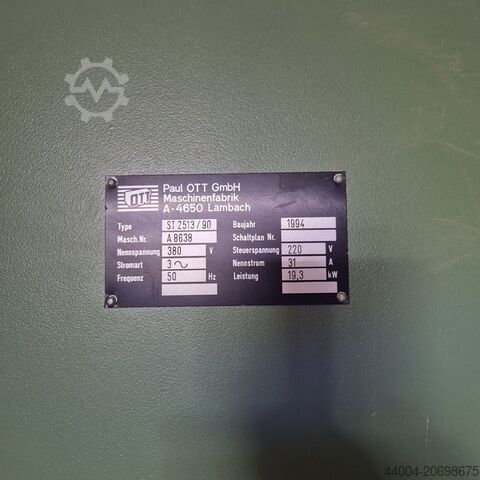 OTT
Paul OTT GmbH
Maschinenfabrik
A-4650 Lambach
Type ST 2513/90 Baujahr 1994
Masch.Nr. A 8638 Schaltplan Nr.
Nennspannung 380 V Steuerspannung 220 V
Stromart 3~ Nennstrom 31 A
Frequenz 50 Hz Leistung 19,3 kW
44004-20698675